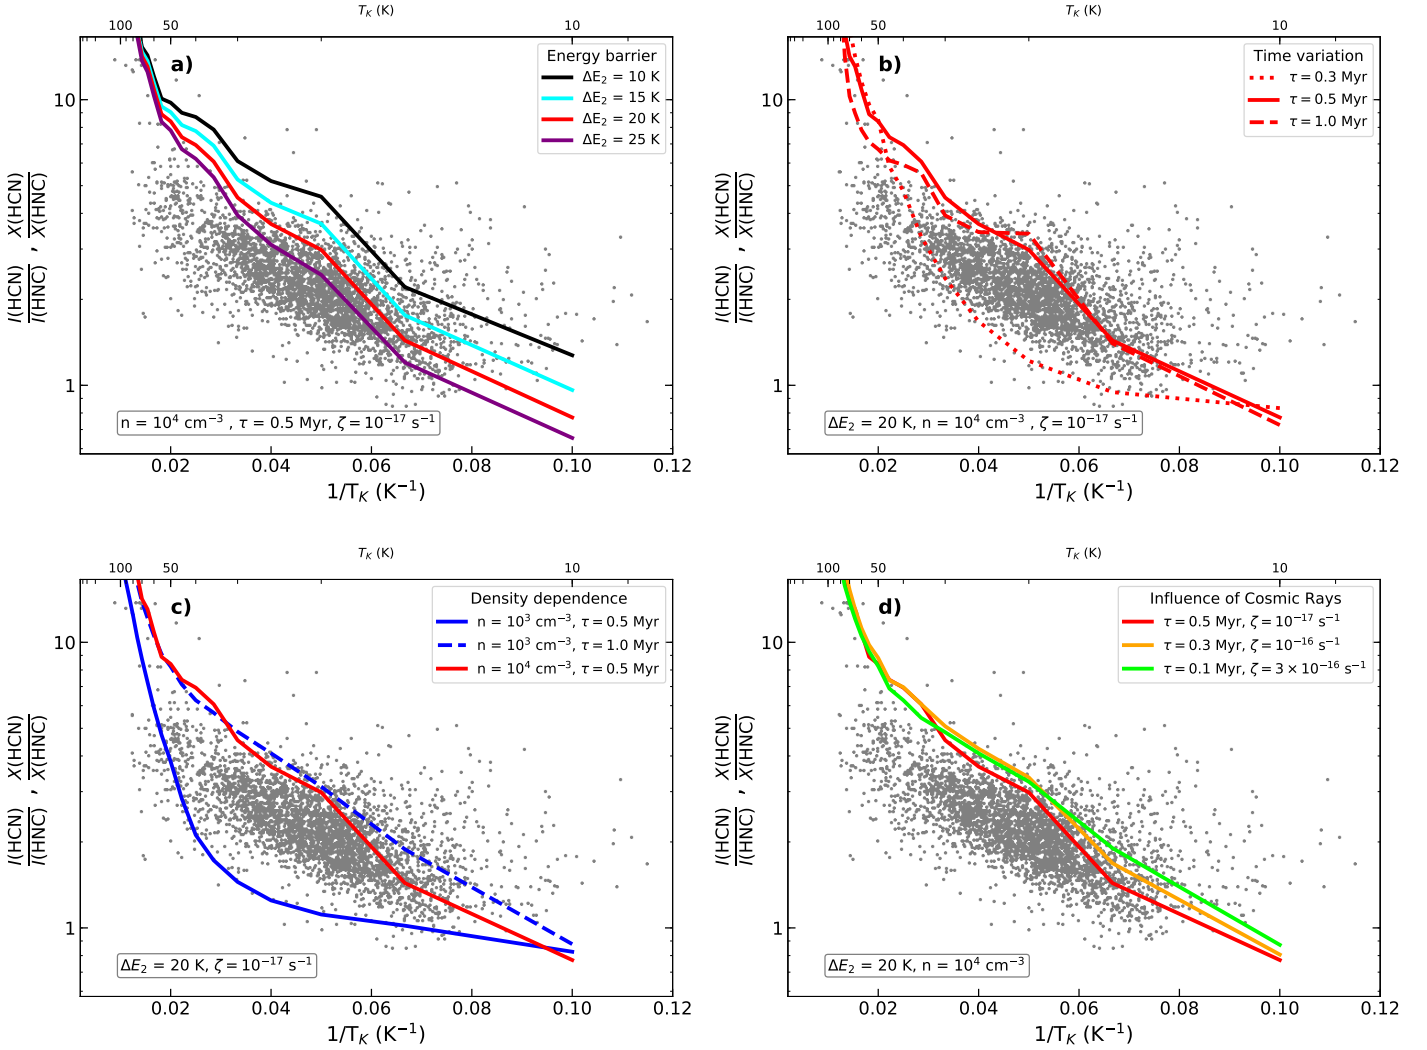 T_K (K)
100 50 10
a)
Energy barrier
ΔE₂ = 10 K
ΔE₂ = 15 K
ΔE₂ = 20 K
ΔE₂ = 25 K
10
1
I(HCN)/I(HNC) , X(HCN)/X(HNC)
n = 10⁴ cm⁻³ , τ = 0.5 Myr, ζ = 10⁻¹⁷ s⁻¹
0.02 0.04 0.06 0.08 0.10 0.12
1/T_K (K⁻¹)
T_K (K)
100 50 10
b)
Time variation
τ = 0.3 Myr
τ = 0.5 Myr
τ = 1.0 Myr
10
1
I(HCN)/I(HNC) , X(HCN)/X(HNC)
ΔE₂ = 20 K, n = 10⁴ cm⁻³ , ζ = 10⁻¹⁷ s⁻¹
0.02 0.04 0.06 0.08 0.10 0.12
1/T_K (K⁻¹)
T_K (K)
100 50 10
c)
Density dependence
n = 10³ cm⁻³, τ = 0.5 Myr
n = 10³ cm⁻³, τ = 1.0 Myr
n = 10⁴ cm⁻³, τ = 0.5 Myr
10
1
I(HCN)/I(HNC) , X(HCN)/X(HNC)
ΔE₂ = 20 K, ζ = 10⁻¹⁷ s⁻¹
0.02 0.04 0.06 0.08 0.10 0.12
1/T_K (K⁻¹)
T_K (K)
100 50 10
d)
Influence of Cosmic Rays
τ = 0.5 Myr, ζ = 10⁻¹⁷ s⁻¹
τ = 0.3 Myr, ζ = 10⁻¹⁶ s⁻¹
τ = 0.1 Myr, ζ = 3 × 10⁻¹⁶ s⁻¹
10
1
I(HCN)/I(HNC) , X(HCN)/X(HNC)
ΔE₂ = 20 K, n = 10⁴ cm⁻³
0.02 0.04 0.06 0.08 0.10 0.12
1/T_K (K⁻¹)